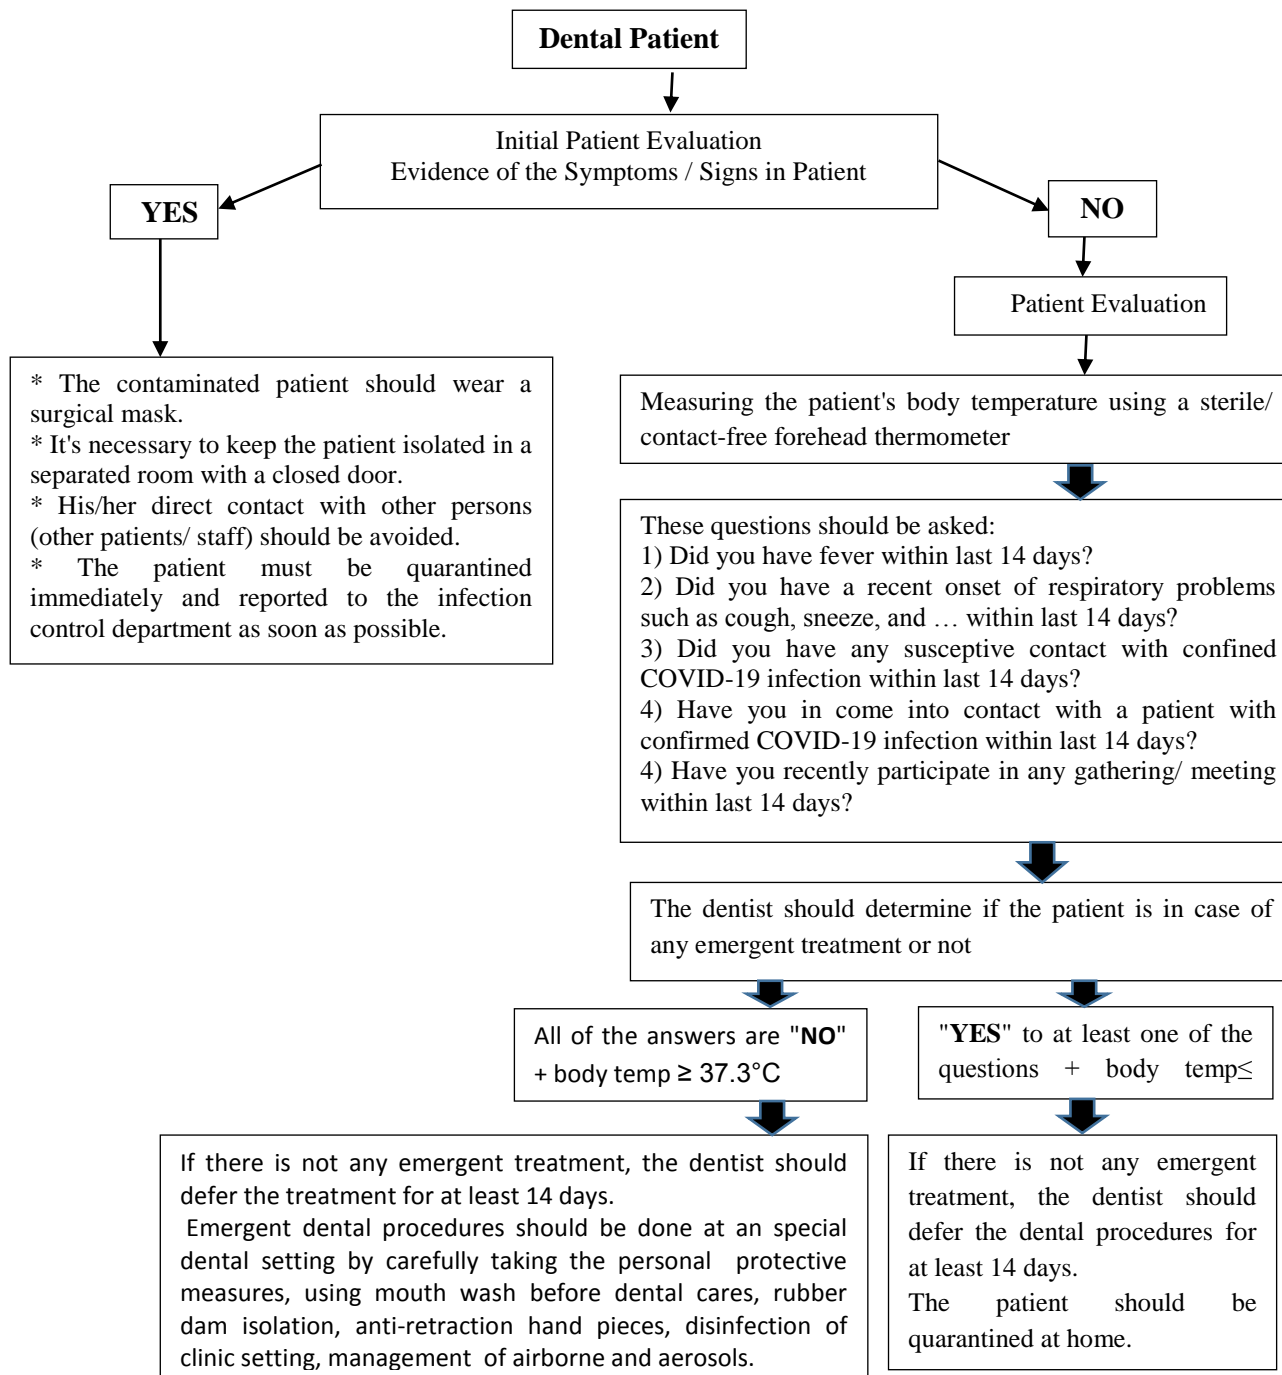 Dental Patient
Initial Patient Evaluation
Evidence of the Symptoms / Signs in Patient
YES
NO
Patient Evaluation
* The contaminated patient should wear a
surgical mask.
* It's necessary to keep the patient isolated in a
separated room with a closed door.
* His/her direct contact with other persons
(other patients/ staff) should be avoided.
* The patient must be quarantined
immediately and reported to the infection
control department as soon as possible.
Measuring the patient's body temperature using a sterile/
contact-free forehead thermometer
These questions should be asked:
1) Did you have fever within last 14 days?
2) Did you have a recent onset of respiratory problems
such as cough, sneeze, and … within last 14 days?
3) Did you have any susceptive contact with confined
COVID-19 infection within last 14 days?
4) Have you in come into contact with a patient with
confirmed COVID-19 infection within last 14 days?
4) Have you recently participate in any gathering/ meeting
within last 14 days?
The dentist should determine if the patient is in case of
any emergent treatment or not
All of the answers are "NO"
+ body temp ≥ 37.3°C
"YES" to at least one of the
questions + body temp≤
If there is not any emergent treatment, the dentist should
defer the treatment for at least 14 days.
Emergent dental procedures should be done at an special
dental setting by carefully taking the personal protective
measures, using mouth wash before dental cares, rubber
dam isolation, anti-retraction hand pieces, disinfection of
clinic setting, management of airborne and aerosols.
If there is not any emergent
treatment, the dentist should
defer the dental procedures for
at least 14 days.
The patient should be
quarantined at home.